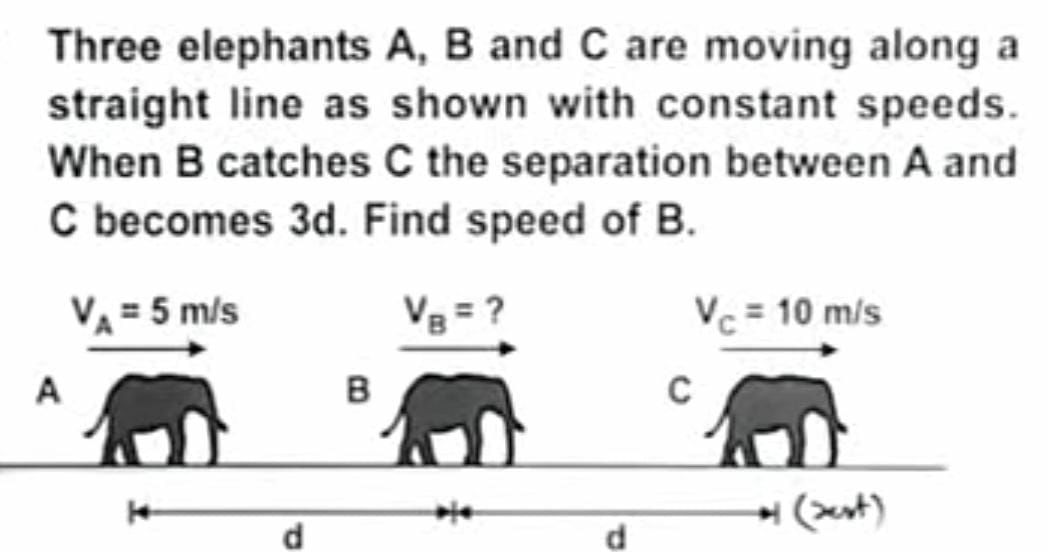 Three elephants A, B and C are moving along a
straight line as shown with constant speeds.
When B catches C the separation between A and
C becomes 3d. Find speed of B.
V_A = 5 m/s V_B = ? V_C = 10 m/s
A B C
(rest)
d d